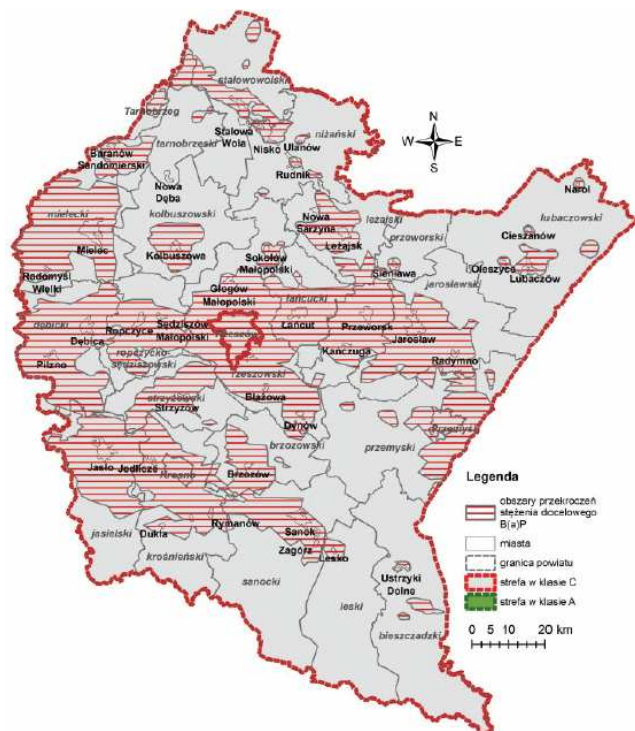 stalowowolski
Tarnobrzeg
Stalowa
Wola
niżański
tarnobrzeski
Nisko
Ulanów
Baranów
Sandomierski
Rudnik
N
W E
S
Narol
Nowa
Dęba
mielecki
kolbuszowski
Nowa
Sarzyna
leżajski
lubaczowski
Cieszanów
przeworski
Mielec
Kolbuszowa
Sokołów
Małopolski
Leżajsk
Sieniawa
Oleszyce
Lubaczów
jarosławski
Radomyśl
Wielki
Głogów
Małopolski
łańcucki
dębicki
Ropczyce
Sędziszów
Małopolski
Rzeszów
Łańcut
Przeworsk
Jarosław
Dębica
Kańczuga
Radymno
Pilzno
ropczycko-
sędziszowski
rzeszowski
strzyżowski
Strzyżów
Błażowa
Dynów
Przemyśl
brzozowski
przemyski
Jasło
Jedlicze
Krosno
Brzozów
Rymanów
jasielski
Dukla
Sanok
Zagórz
Lesko
krośnieński
sanocki
leski
Ustrzyki
Dolne
bieszczadzki
Legenda
obszary przekroczeń
stężenia docelowego
B(a)P
miasta
granica powiatu
strefa w klasie C
strefa w klasie A
0 5 10 20 km